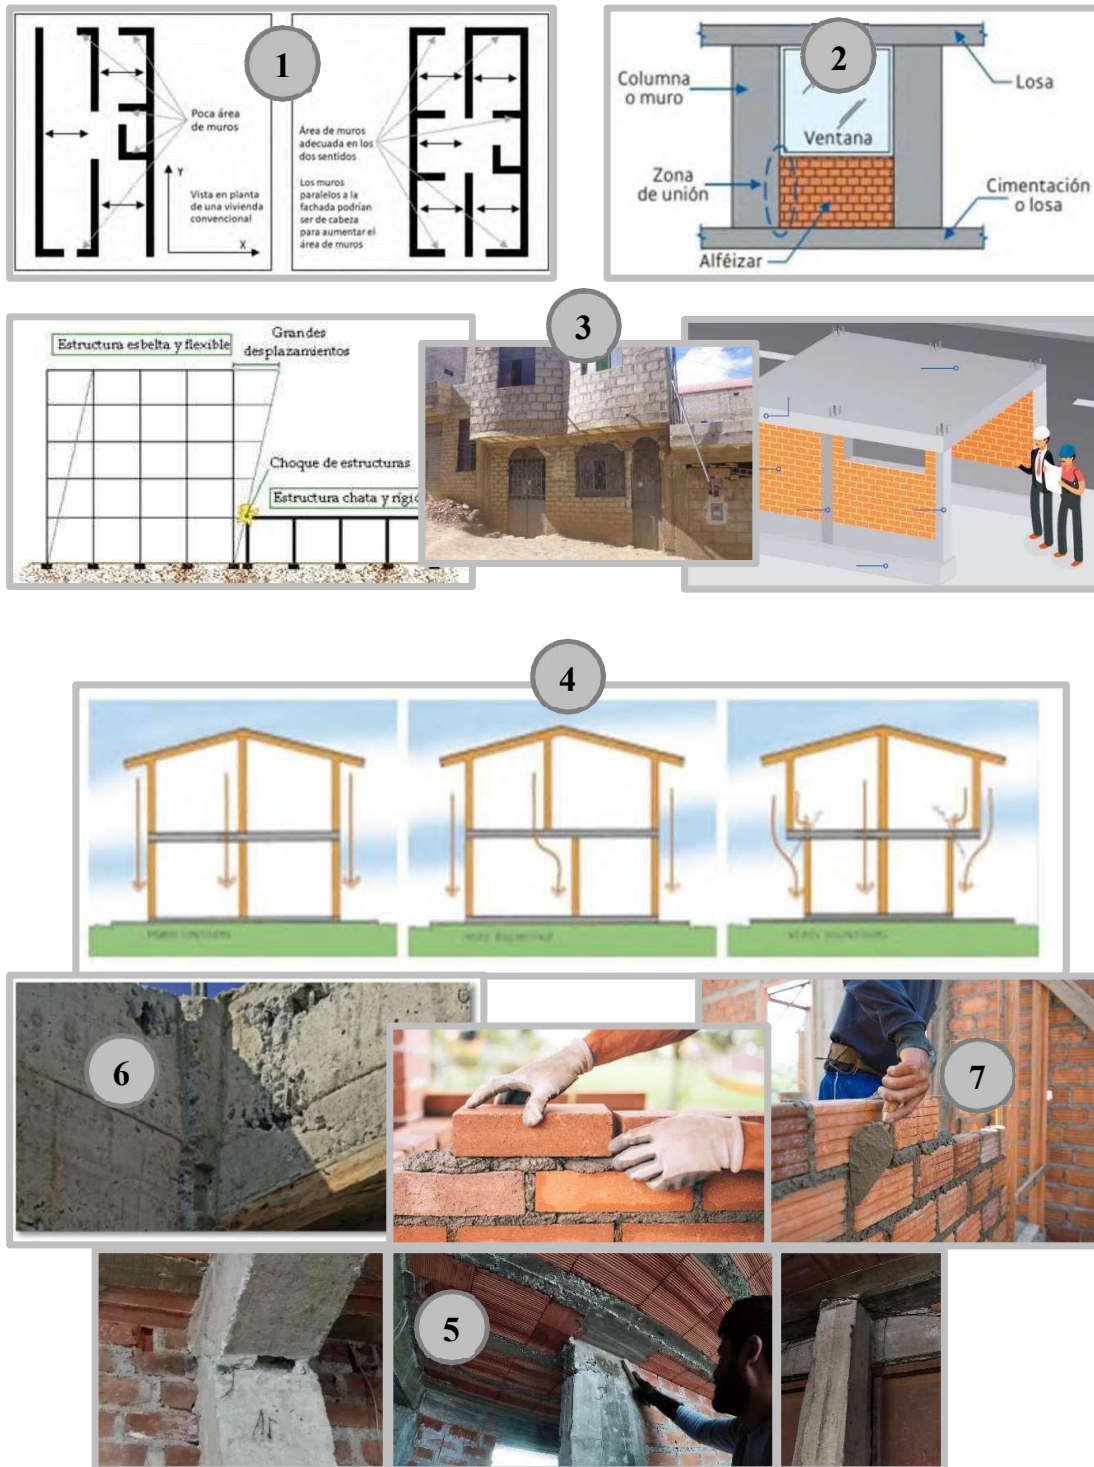 1
Poca área
de muros
Y
Vista en planta
de una vivienda
convencional
X
Área de muros
adecuada en los
dos sentidos
Los muros
paralelos a la
fachada podrían
ser de cabeza
para aumentar el
área de muros
2
Columna
o muro
Losa
Ventana
Zona
de unión
Cimentación
o losa
Alféizar
3
Estructura esbelta y flexible
Grandes
desplazamientos
Choque de estructuras
Estructura chata y rígid
4
6
7
5